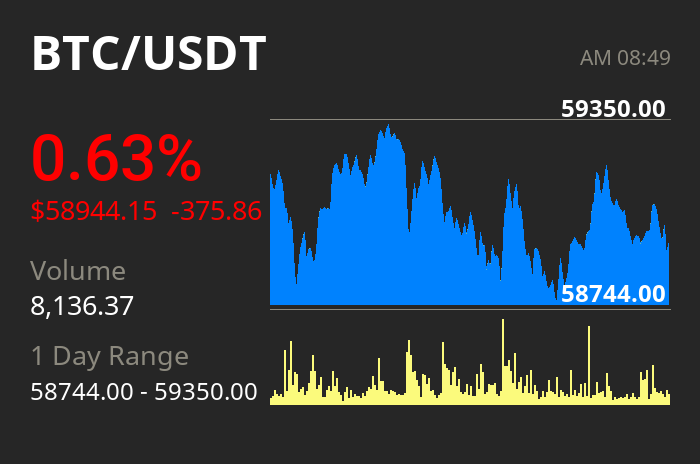 BTC/USDT
AM 08:49
59350.00
0.63%
$58944.15 -375.86
Volume
8,136.37
58744.00
1 Day Range
58744.00 - 59350.00